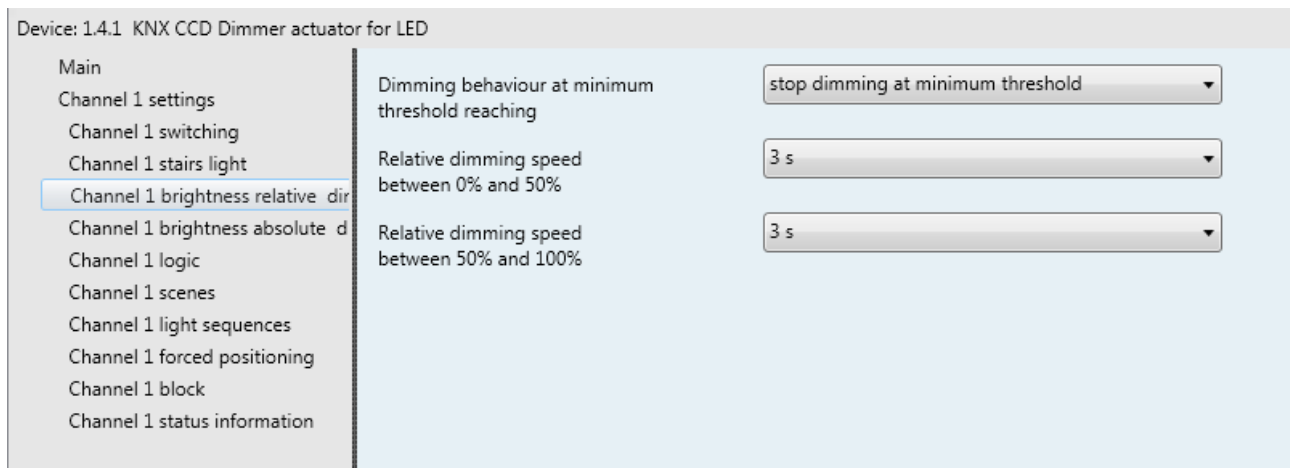 Device: 1.4.1 KNX CCD Dimmer actuator for LED
Main
Channel 1 settings
Channel 1 switching
Channel 1 stairs light
Channel 1 brightness relative dir
Channel 1 brightness absolute d
Channel 1 logic
Channel 1 scenes
Channel 1 light sequences
Channel 1 forced positioning
Channel 1 block
Channel 1 status information
Dimming behaviour at minimum
threshold reaching
stop dimming at minimum threshold
Relative dimming speed
between 0% and 50%
3 s
Relative dimming speed
between 50% and 100%
3 s